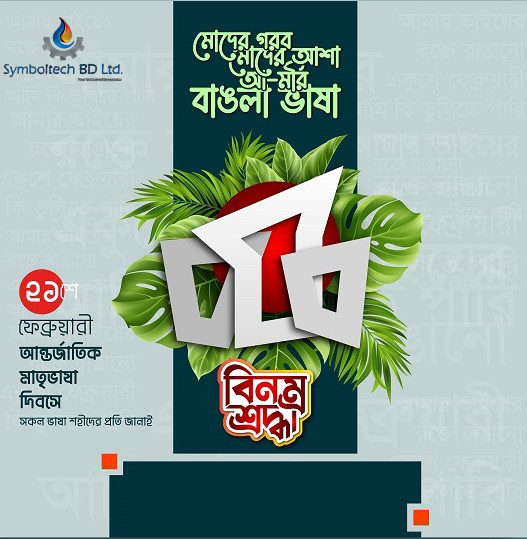 Symboltech BD Ltd.
মোদের গরব
মোদের আশা
আ-মরি
বাঙলা ভাষা
২১শে
ফেব্রুয়ারী
আন্তর্জাতিক
মাতৃভাষা
দিবসে
সকল ভাষা শহীদের প্রতি জানাই
বিনম্র
শ্রদ্ধা